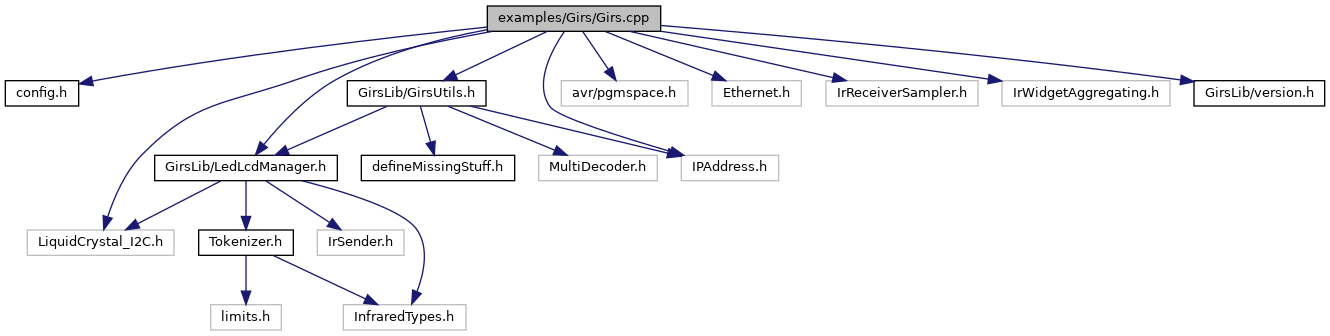 examples/Girs/Girs.cpp
config.h
GirsLib/GirsUtils.h
avr/pgmspace.h
Ethernet.h
IrReceiverSampler.h
IrWidgetAggregating.h
GirsLib/version.h
GirsLib/LedLcdManager.h
defineMissingStuff.h
MultiDecoder.h
IPAddress.h
LiquidCrystal_I2C.h
Tokenizer.h
IrSender.h
limits.h
InfraredTypes.h